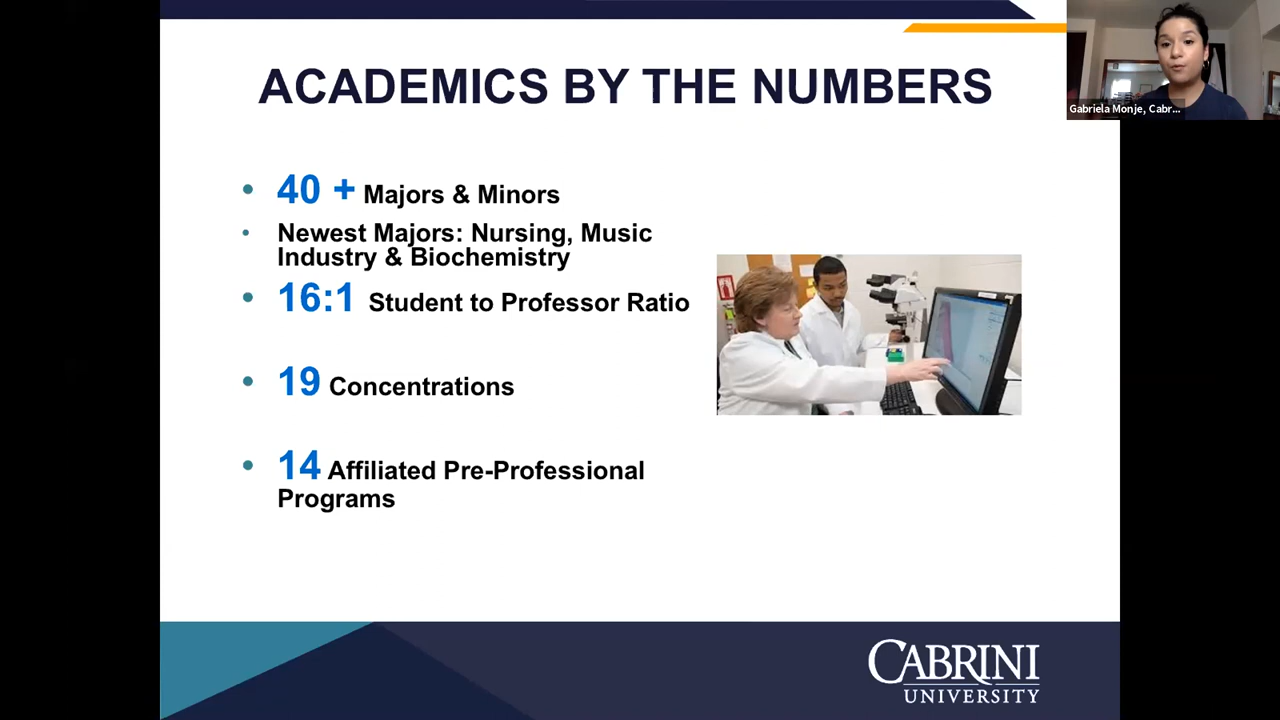 ACADEMICS BY THE NUMBERS
Gabriela Monje, Cabr...
• 40 + Majors & Minors
• Newest Majors: Nursing, Music
Industry & Biochemistry
• 16:1 Student to Professor Ratio
• 19 Concentrations
• 14 Affiliated Pre-Professional
Programs
CABRINI
UNIVERSITY